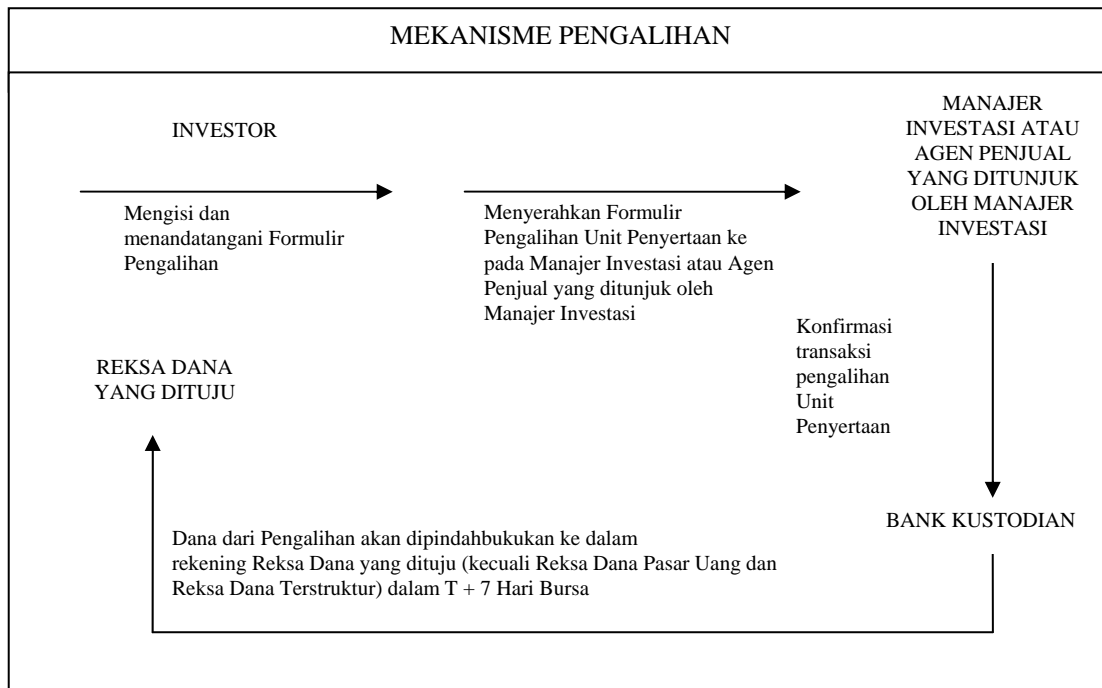 MEKANISME PENGALIHAN
INVESTOR
Mengisi dan
menandatangani Formulir
Pengalihan
Menyerahkan Formulir
Pengalihan Unit Penyertaan ke
pada Manajer Investasi atau Agen
Penjual yang ditunjuk oleh
Manajer Investasi
MANAJER
INVESTASI ATAU
AGEN PENJUAL
YANG DITUNJUK
OLEH MANAJER
INVESTASI
Konfirmasi
transaksi
pengalihan
Unit
Penyertaan
BANK KUSTODIAN
Dana dari Pengalihan akan dipindahbukukan ke dalam
rekening Reksa Dana yang dituju (kecuali Reksa Dana Pasar Uang dan
Reksa Dana Terstruktur) dalam T + 7 Hari Bursa
REKSA DANA
YANG DITUJU